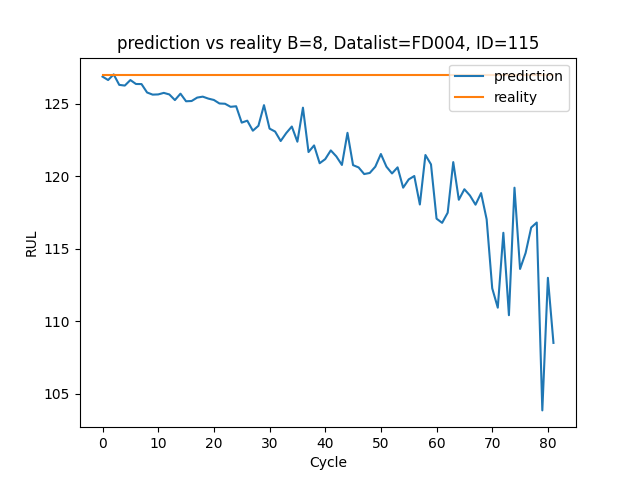 prediction vs reality B=8, Datalist=FD004, ID=115
prediction
reality
RUL
125
120
115
110
105
0 10 20 30 40 50 60 70 80
Cycle